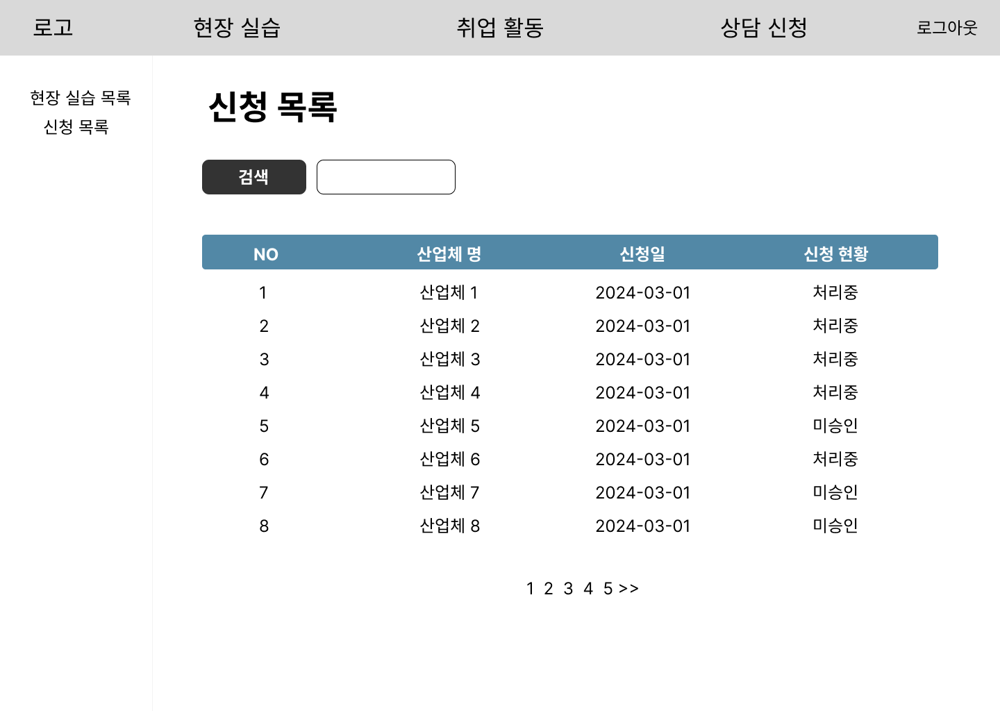 로고 현장 실습 취업 활동 상담 신청 로그아웃
현장 실습 목록
신청 목록
신청 목록
검색
NO 산업체 명 신청일 신청 현황
1 산업체 1 2024-03-01 처리중
2 산업체 2 2024-03-01 처리중
3 산업체 3 2024-03-01 처리중
4 산업체 4 2024-03-01 처리중
5 산업체 5 2024-03-01 미승인
6 산업체 6 2024-03-01 처리중
7 산업체 7 2024-03-01 미승인
8 산업체 8 2024-03-01 미승인
1 2 3 4 5 >>